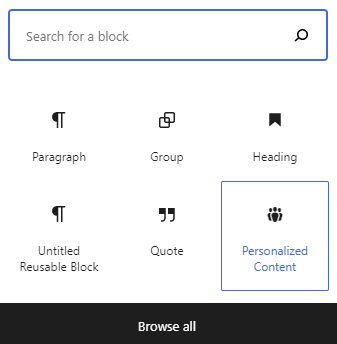 Search for a block
Paragraph
Group
Heading
Untitled
Reusable Block
Quote
Personalized
Content
Browse all